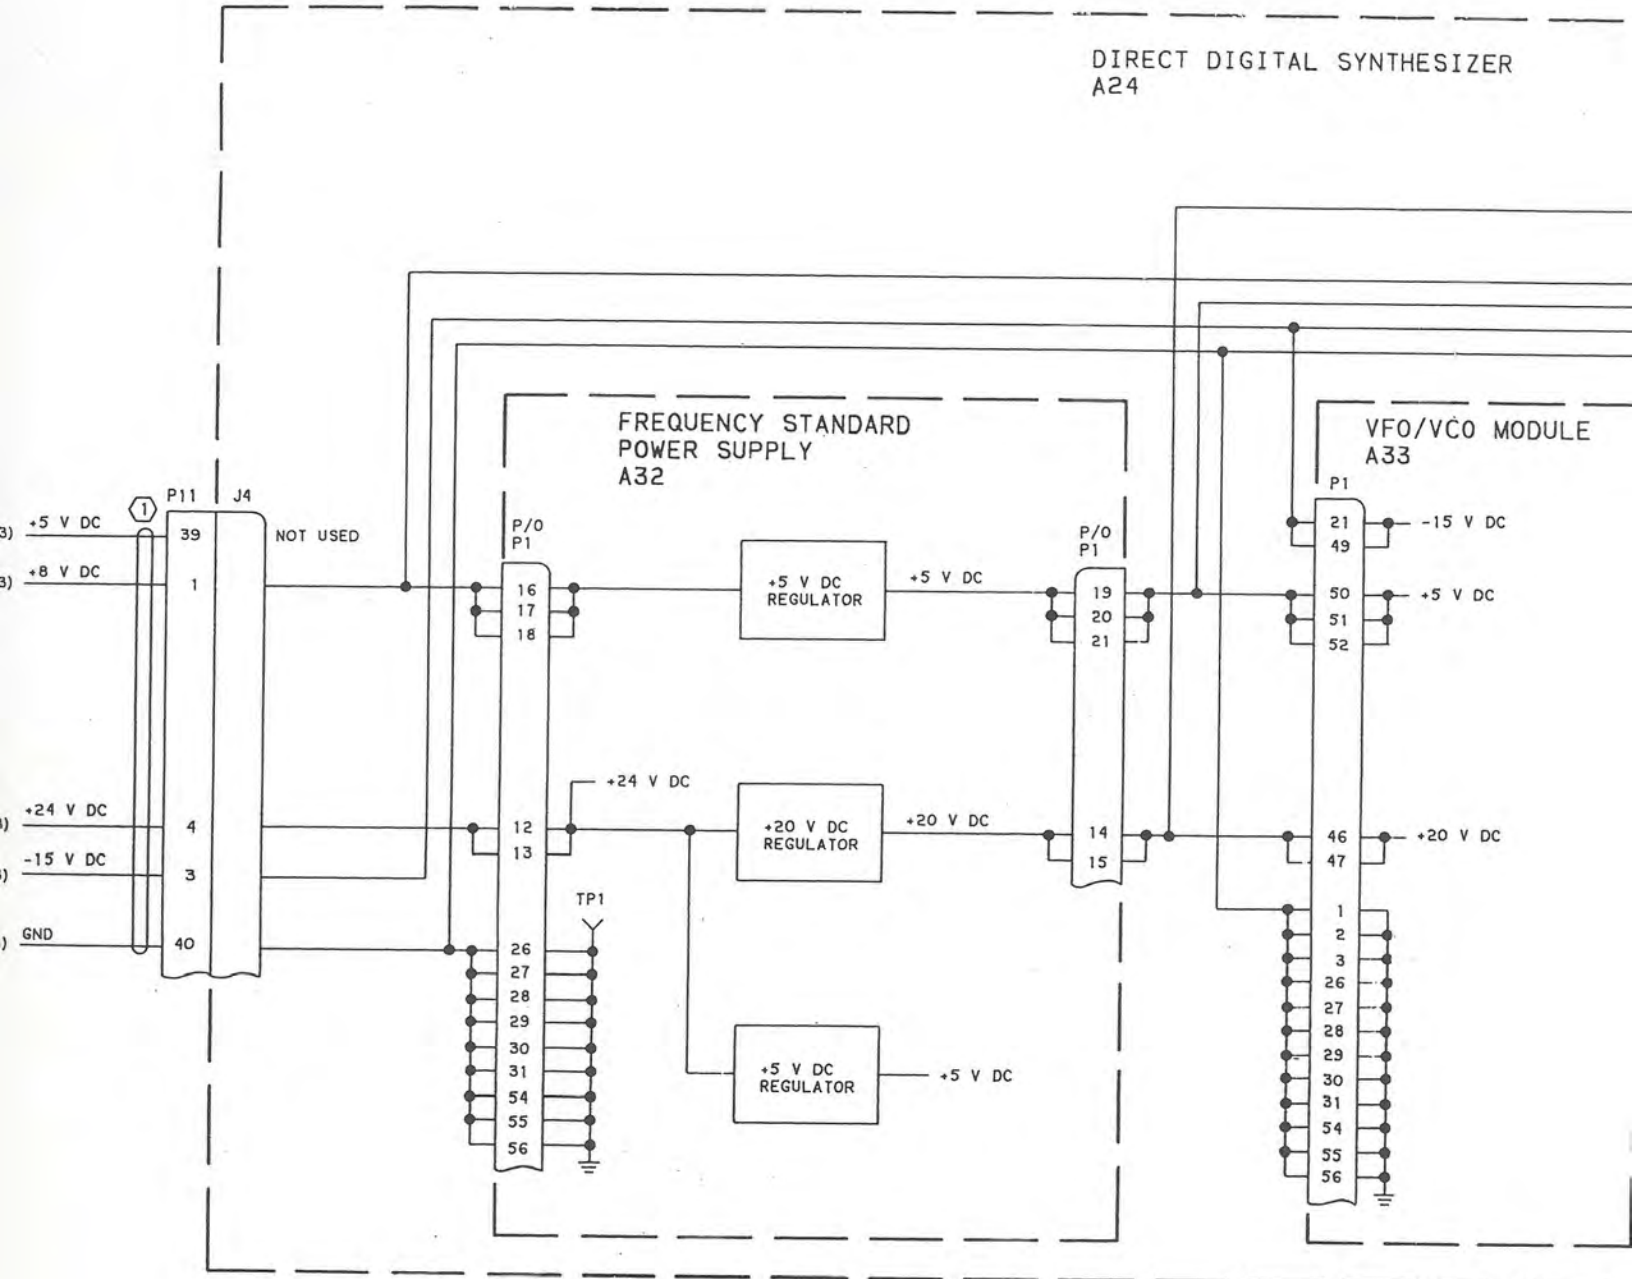 DIRECT DIGITAL SYNTHESIZER
A24
FREQUENCY STANDARD
POWER SUPPLY
A32
VFO/VCO MODULE
A33
P11 J4
1
3) +5 V DC
39
NOT USED
3) +8 V DC
1
+24 V DC
4
-15 V DC
3
) GND
40
P/O
P1
16
17
18
+24 V DC
12
13
TP1
26
27
28
29
30
31
54
55
56
+5 V DC
REGULATOR
+5 V DC
+20 V DC
REGULATOR
+20 V DC
+5 V DC
REGULATOR
+5 V DC
P/O
P1
19
20
21
14
15
P1
21
-15 V DC
49
50
+5 V DC
51
52
46
+20 V DC
47
1
2
3
26
27
28
29
30
31
54
55
56